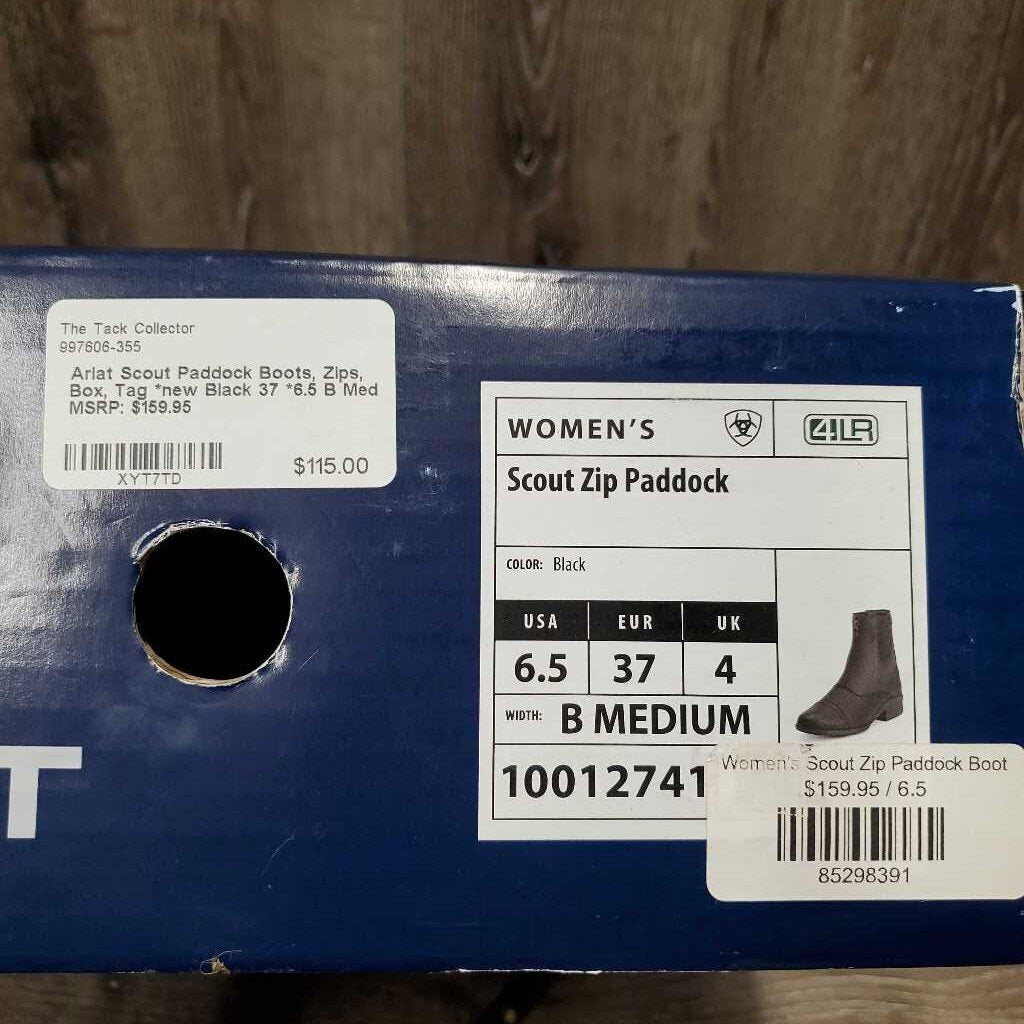 The Tack Collector
997606-355
Ariat Scout Paddock Boots, Zips,
Box, Tag *new Black 37 *6.5 B Med
MSRP: $159.95
XYT7TD
$115.00
WOMEN'S
4LR
Scout Zip Paddock
COLOR: Black
USA EUR UK
6.5 37 4
WIDTH: B MEDIUM
10012741
T
Women's Scout Zip Paddock Boot
$159.95 / 6.5
85298391